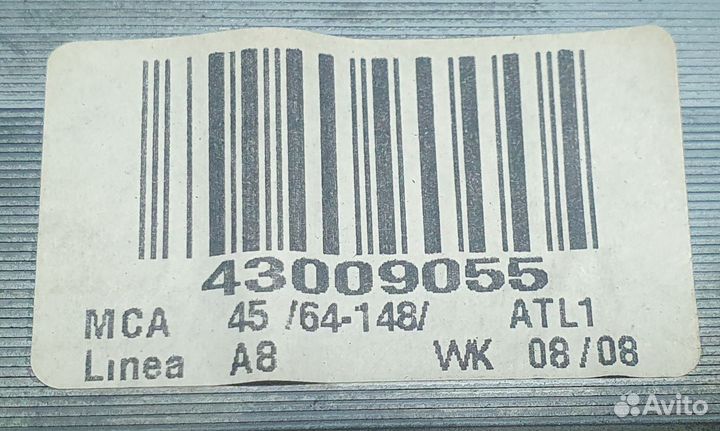 43009055
MCA 45 /64-148/ ATL1
Linea A8 WK 08/08
Avito